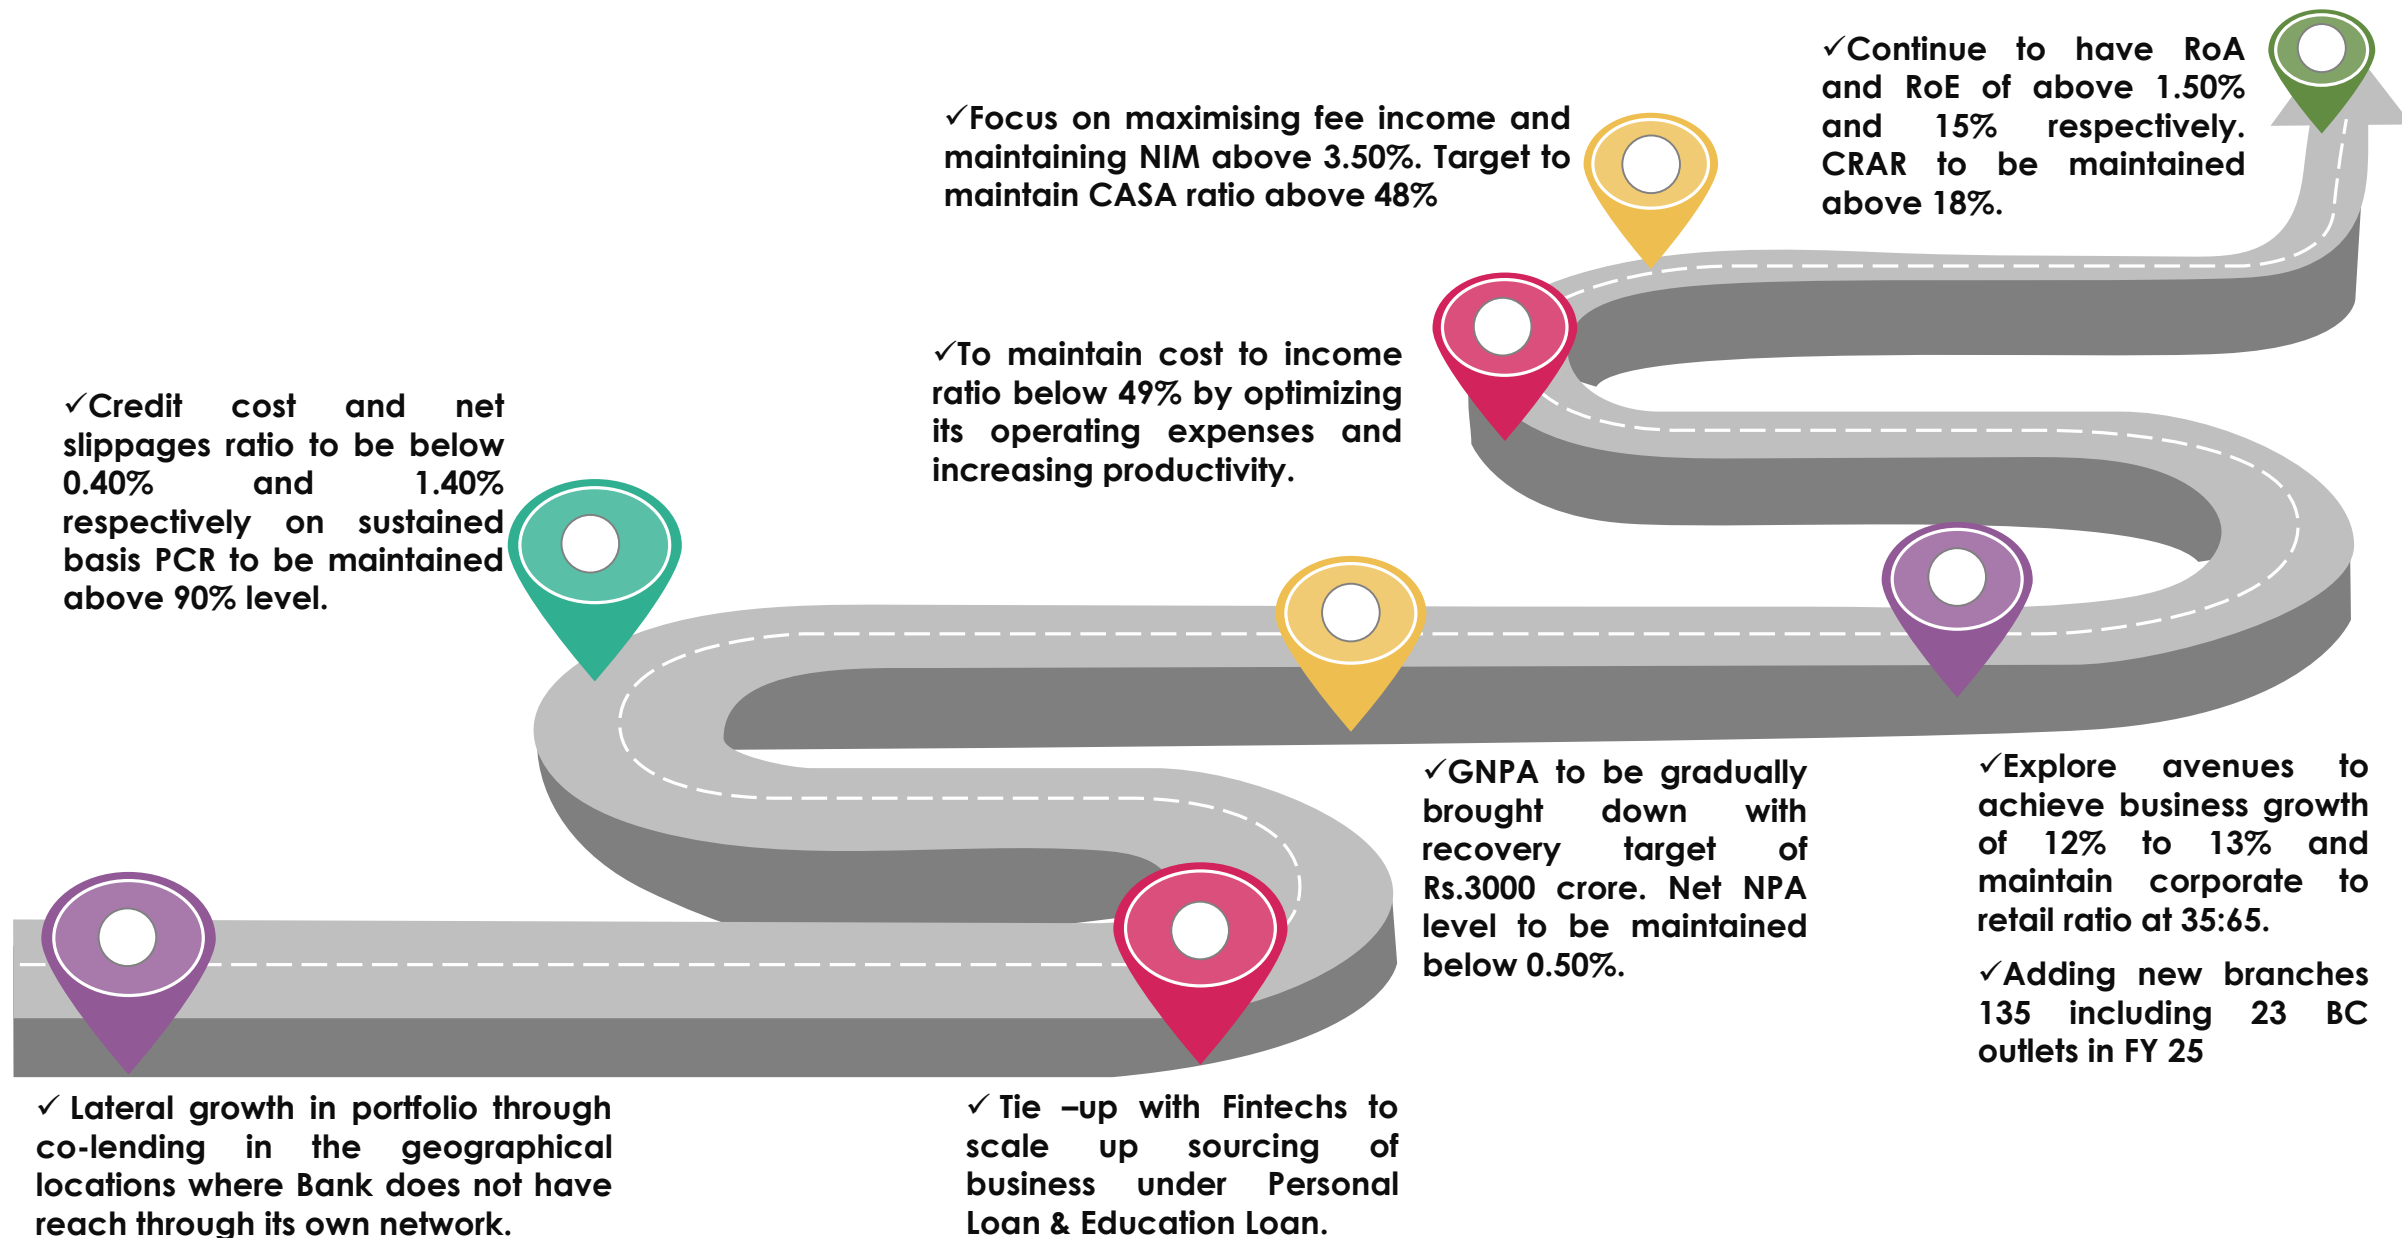 ✓Continue to have RoA
and RoE of above 1.50%
and 15% respectively.
CRAR to be maintained
above 18%.
✓Focus on maximising fee income and
maintaining NIM above 3.50%. Target to
maintain CASA ratio above 48%
✓To maintain cost to income
ratio below 49% by optimizing
its operating expenses and
increasing productivity.
✓Credit cost and net
slippages ratio to be below
0.40% and 1.40%
respectively on sustained
basis PCR to be maintained
above 90% level.
✓GNPA to be gradually
brought down with
recovery target of
Rs.3000 crore. Net NPA
level to be maintained
below 0.50%.
✓Explore avenues to
achieve business growth
of 12% to 13% and
maintain corporate to
retail ratio at 35:65.
✓Adding new branches
135 including 23 BC
outlets in FY 25
✓ Lateral growth in portfolio through
co-lending in the geographical
locations where Bank does not have
reach through its own network.
✓ Tie –up with Fintechs to
scale up sourcing of
business under Personal
Loan & Education Loan.